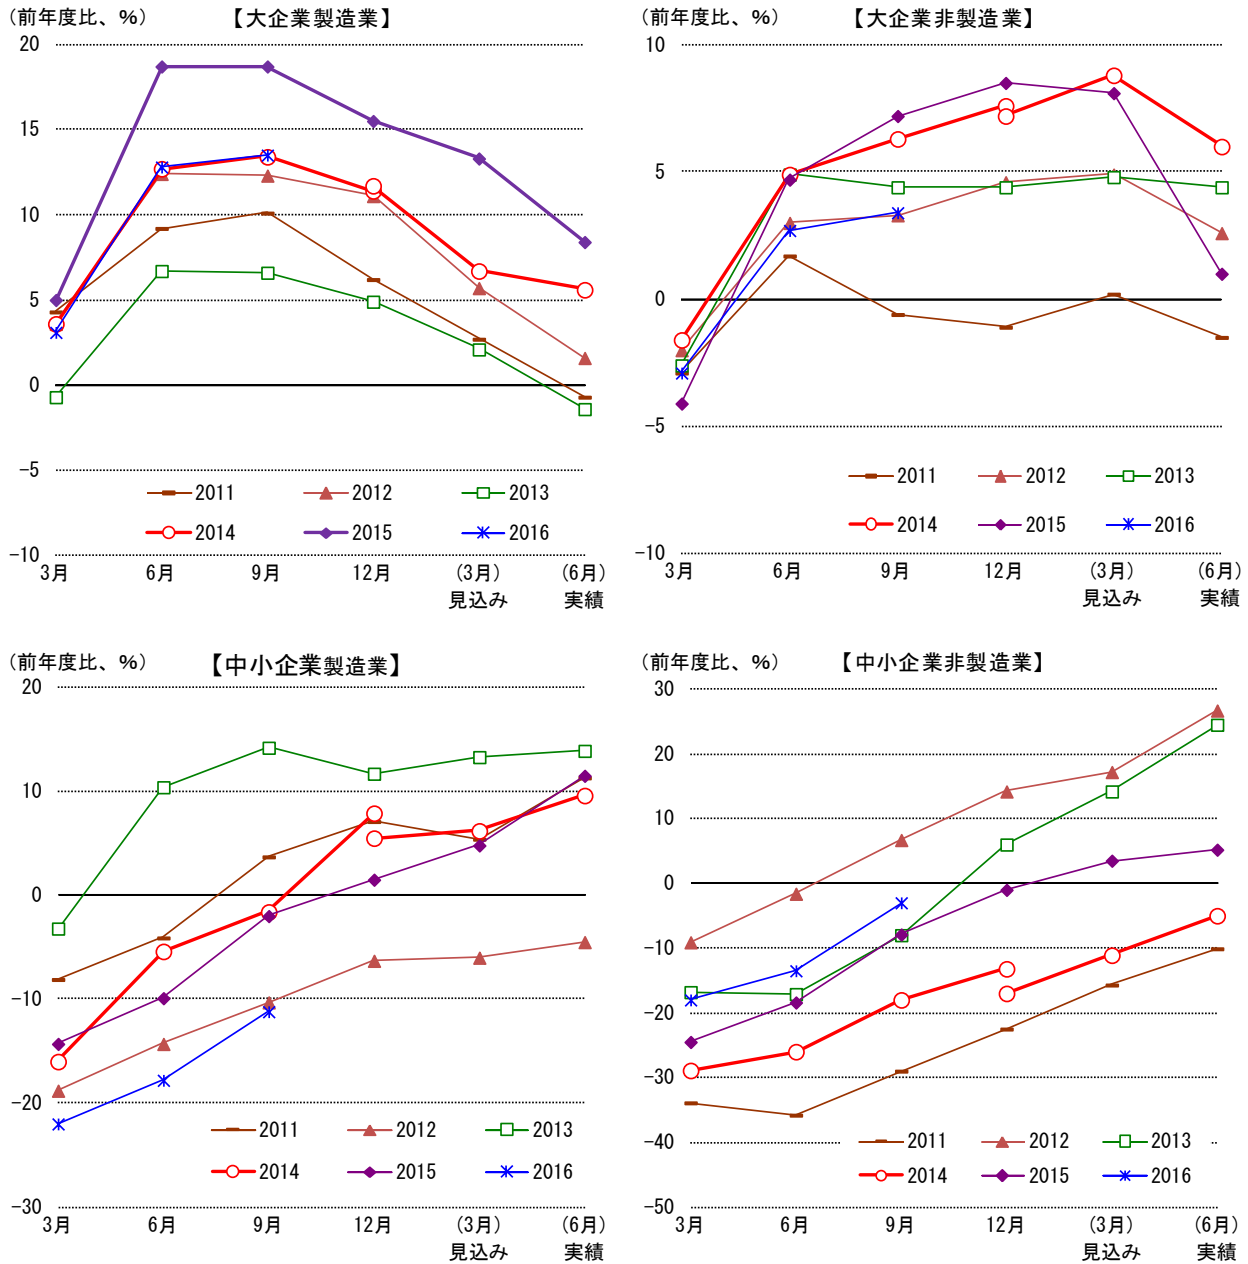 （前年度比、%）
【大企業製造業】
20
15
10
5
0
-5
-10
2011
2012
2013
2014
2015
2016
3月
6月
9月
12月
（3月）
見込み
（6月）
実績
（前年度比、%）
【大企業非製造業】
10
5
0
-5
-10
2011
2012
2013
2014
2015
2016
3月
6月
9月
12月
（3月）
見込み
（6月）
実績
（前年度比、%）
【中小企業製造業】
20
10
0
-10
-20
-30
2011
2012
2013
2014
2015
2016
3月
6月
9月
12月
（3月）
見込み
（6月）
実績
（前年度比、%）
【中小企業非製造業】
30
20
10
0
-10
-20
-30
-40
-50
2011
2012
2013
2014
2015
2016
3月
6月
9月
12月
（3月）
見込み
（6月）
実績